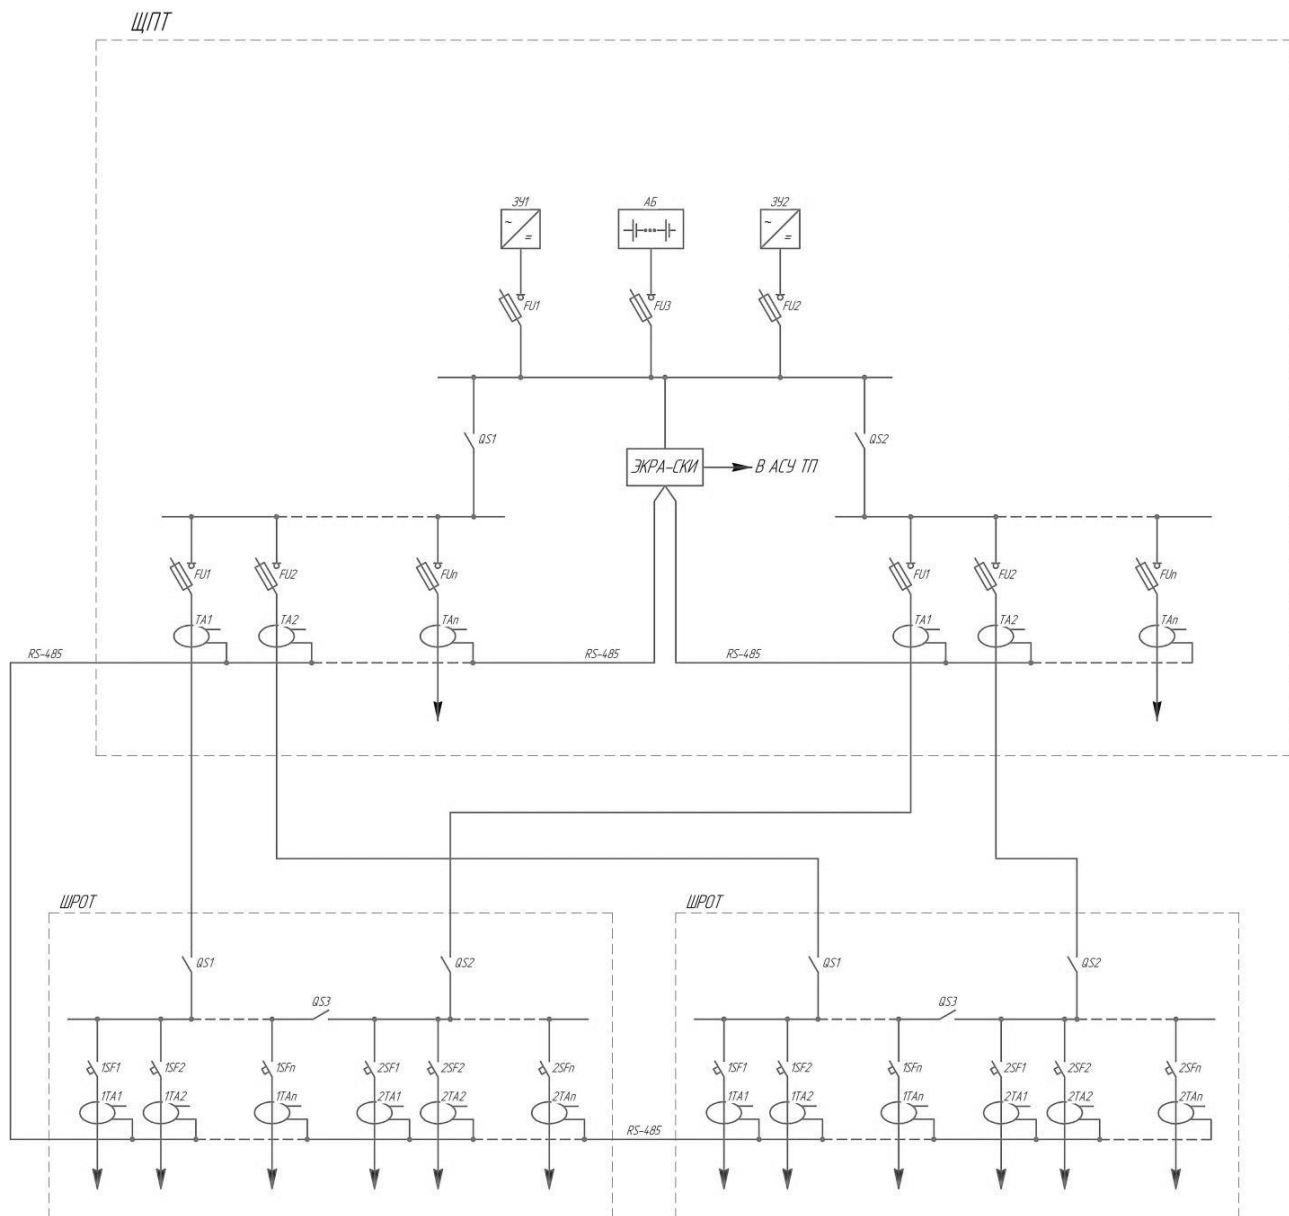 ЩПТ
ЗУ1 АБ ЗУ2
FU1 FU3 FU2
~ = ~ =
QS1 QS2
ЭКРА-СКИ В АСУ ТП
FU1 FU2 FUn FU1 FU2 FUn
TA1 TA2 TAn TA1 TA2 TAn
RS-485 RS-485 RS-485
ШРОТ ШРОТ
QS1 QS2 QS1 QS2
QS3 QS3
1SF1 1SF2 1SFn 2SF1 2SF2 2SFn 1SF1 1SF2 1SFn 2SF1 2SF2 2SFn
1TA1 1TA2 1TAn 2TA1 2TA2 2TAn 1TA1 1TA2 1TAn 2TA1 2TA2 2TAn
RS-485